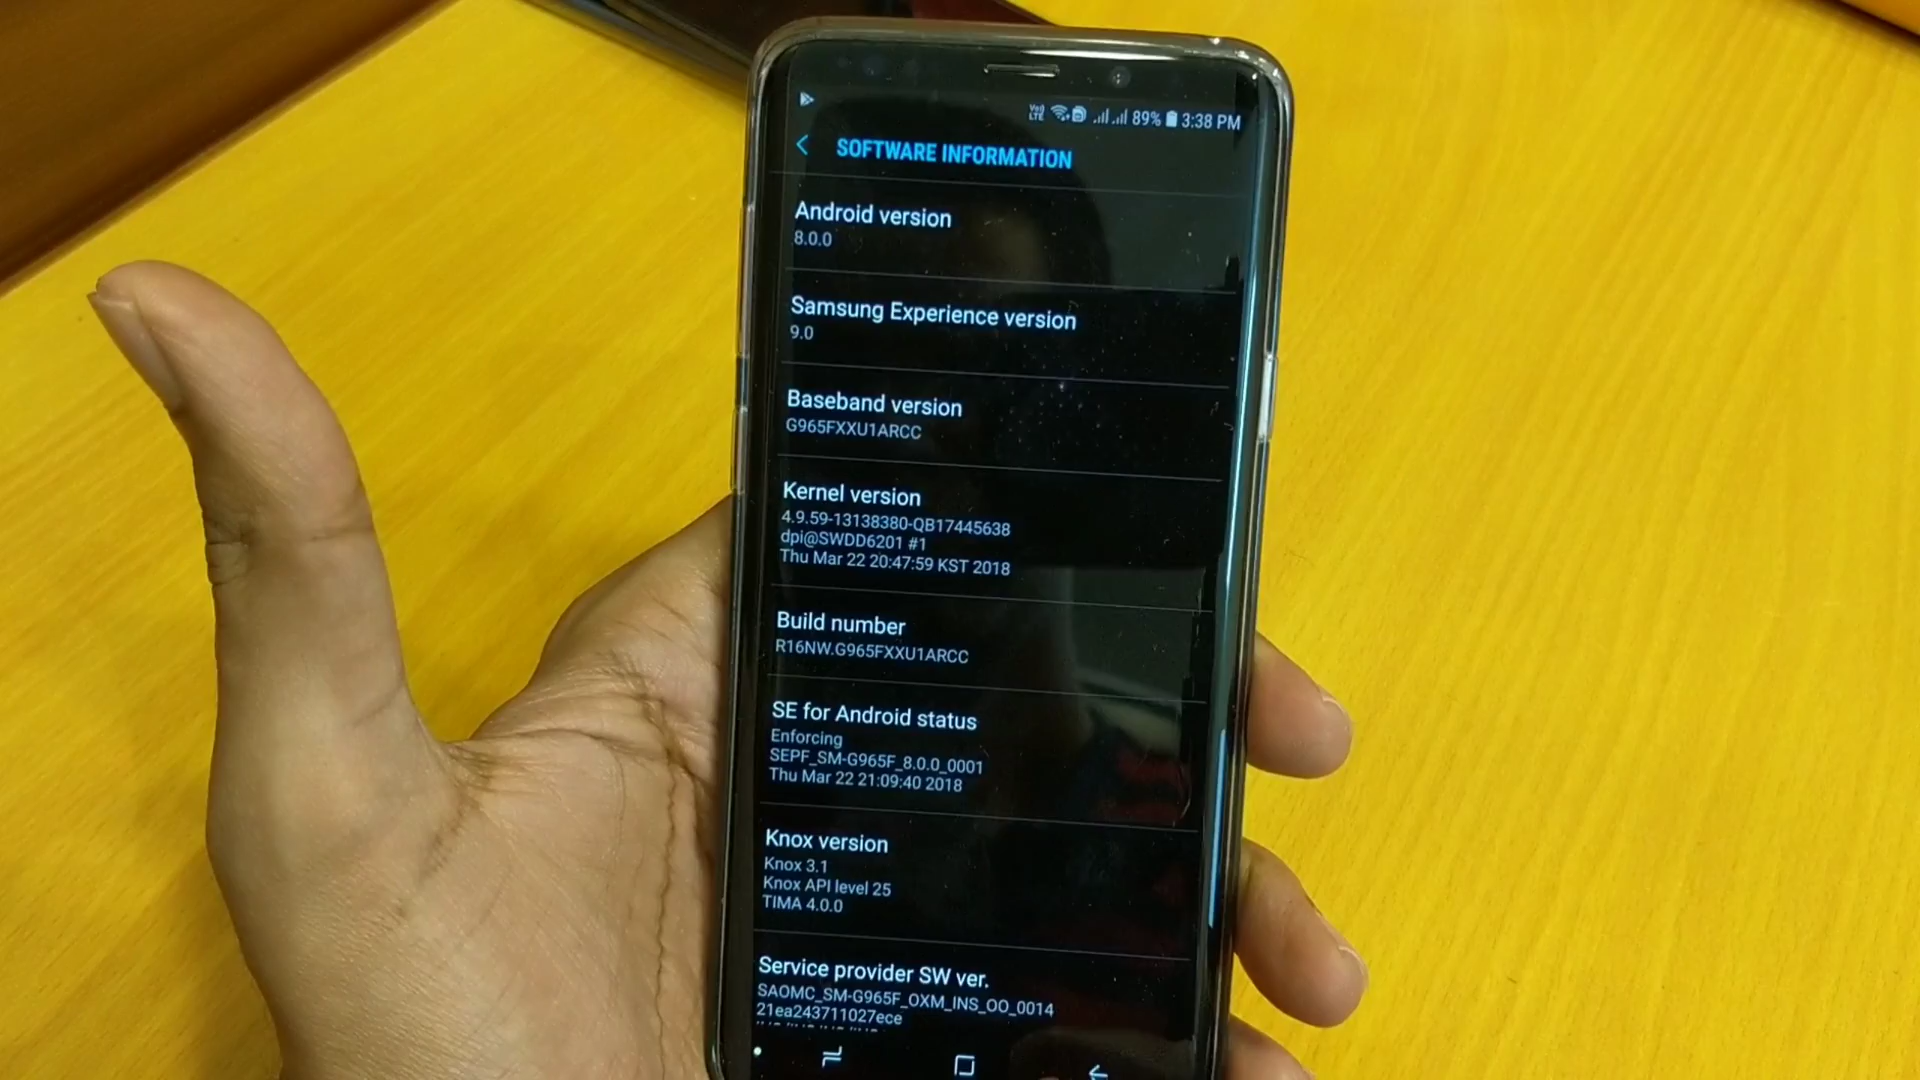 VoLTE 89% 3:38 PM
SOFTWARE INFORMATION
Android version
8.0.0
Samsung Experience version
9.0
Baseband version
G965FXXU1ARCC
Kernel version
4.9.59-13138380-QB17445638
dpi@SWDD6201 #1
Thu Mar 22 20:47:59 KST 2018
Build number
R16NW.G965FXXU1ARCC
SE for Android status
Enforcing
SEPF_SM-G965F_8.0.0_0001
Thu Mar 22 21:09:40 2018
Knox version
Knox 3.1
Knox API level 25
TIMA 4.0.0
Service provider SW ver.
SAOMC_SM-G965F_OXM_INS_OO_0014
21ea243711027ece